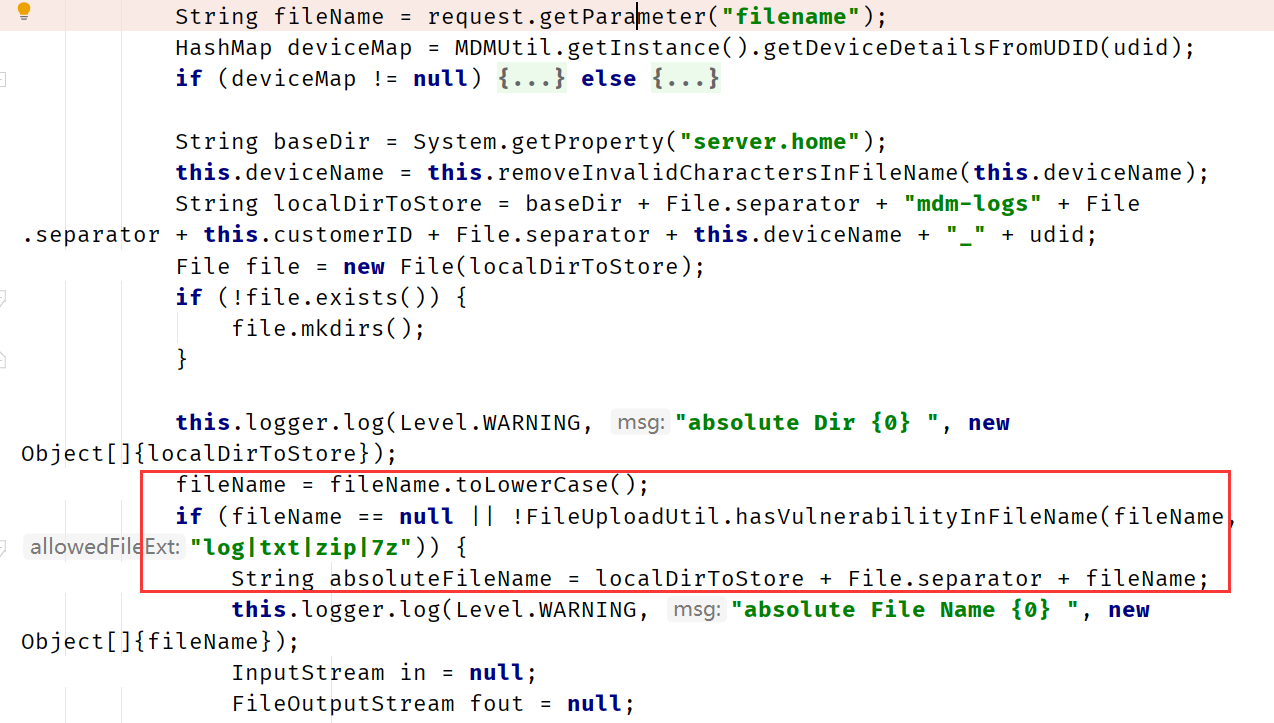 String fileName = request.getParameter("filename");
HashMap deviceMap = MDMUtil.getInstance().getDeviceDetailsFromUDID(udid);
if (deviceMap != null) {...} else {...}
String baseDir = System.getProperty("server.home");
this.deviceName = this.removeInvalidCharactersInFileName(this.deviceName);
String localDirToStore = baseDir + File.separator + "mdm-logs" + File
.separator + this.customerID + File.separator + this.deviceName + "_" + udid;
File file = new File(localDirToStore);
if (!file.exists()) {
file.mkdirs();
}
this.logger.log(Level.WARNING, msg: "absolute Dir {0} ", new
Object[]{localDirToStore});
fileName = fileName.toLowerCase();
if (fileName == null || !FileUploadUtil.hasVulnerabilityInFileName(fileName,
allowedFileExt: "log|txt|zip|7z")) {
String absoluteFileName = localDirToStore + File.separator + fileName;
this.logger.log(Level.WARNING, msg: "absolute File Name {0} ", new
Object[]{fileName});
InputStream in = null;
FileOutputStream fout = null;